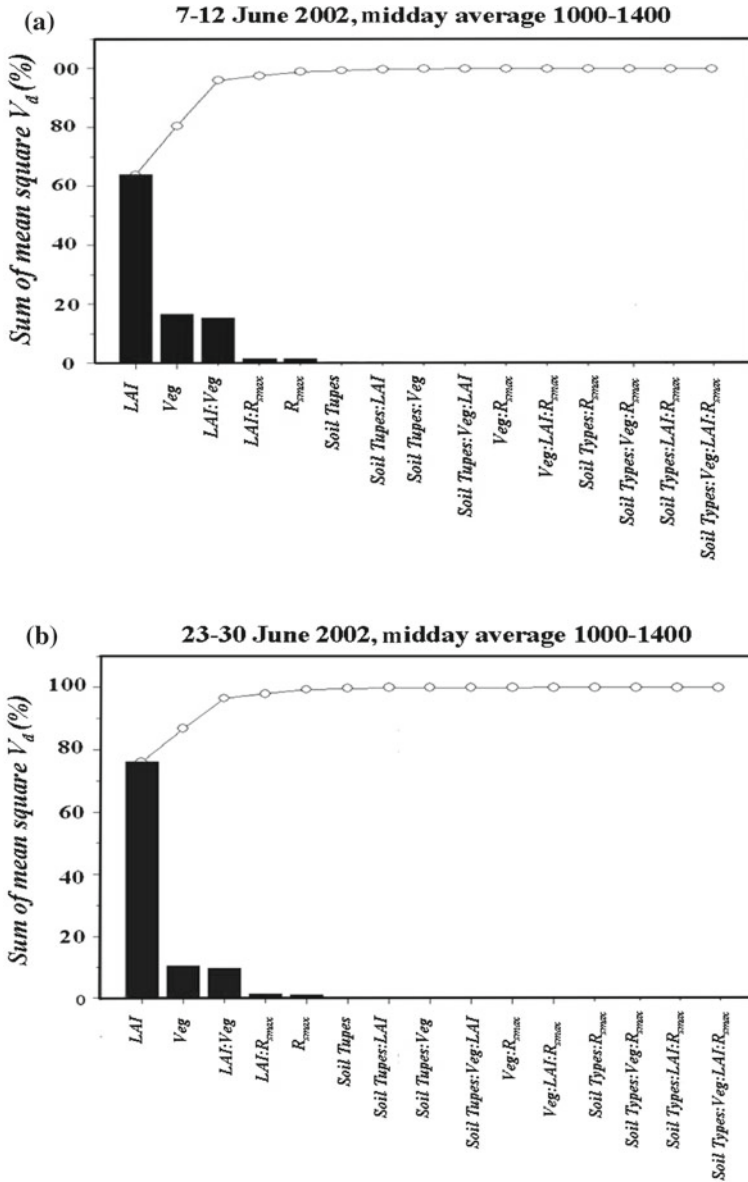 (a)
7-12 June 2002, midday average 1000-1400
Sum of mean square V_d (%)
00
80
60
40
20
0
LAI
Veg
LAI:Veg
LAI:R_smax
R_smax
Soil Tupes
Soil Tupes:LAI
Soil Tupes:Veg
Soil Tupes:Veg:LAI
Veg:R_smax
Veg:LAI:R_smax
Soil Types:R_smax
Soil Types:Veg:R_smax
Soil Types:LAI:R_smax
Soil Types:Veg:LAI:R_smax
(b)
23-30 June 2002, midday average 1000-1400
Sum of mean square V_d (%)
100
80
60
40
20
0
LAI
Veg
LAI:Veg
LAI:R_smax
R_smax
Soil Tupes
Soil Tupes:LAI
Soil Tupes:Veg
Soil Tupes:Veg:LAI
Veg:R_smax
Veg:LAI:R_smax
Soil Types:R_smax
Soil Types:Veg:R_smax
Soil Types:LAI:R_smax
Soil Types:Veg:LAI:R_smax